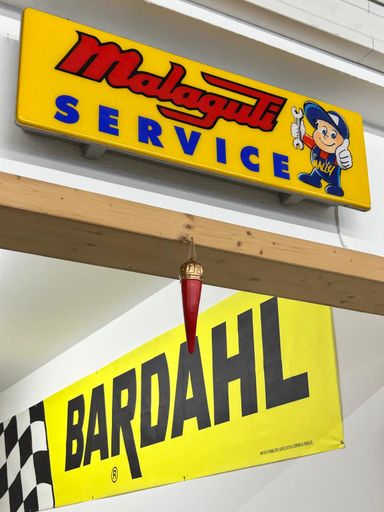 Malaguti
SERVICE
BARDAHL
®